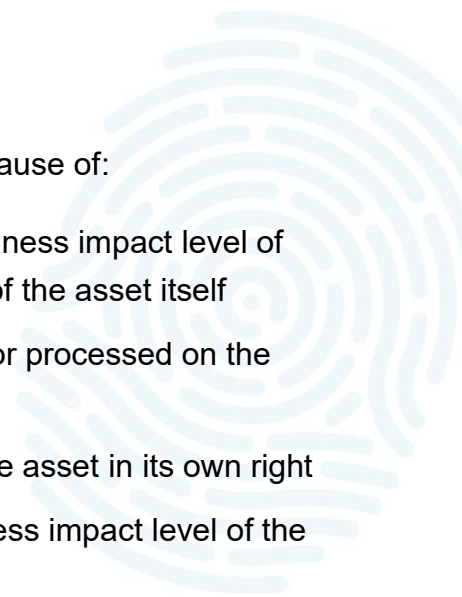 ause of:
ness impact level of
f the asset itself
or processed on the
e asset in its own right
ess impact level of the